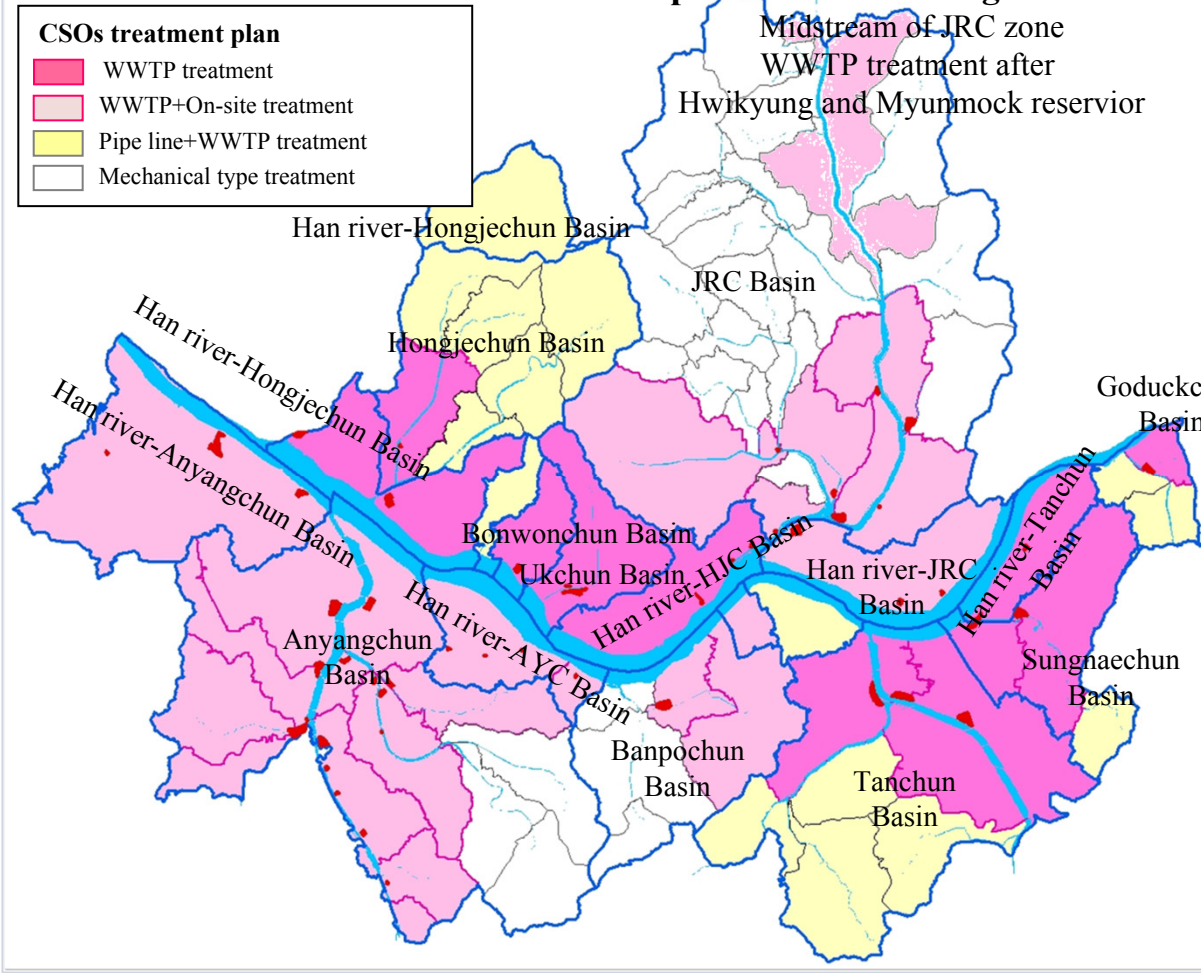 CSOs treatment plan
WWTP treatment
WWTP+On-site treatment
Pipe line+WWTP treatment
Mechanical type treatment
Midstream of JRC zone
WWTP treatment after
Hwikyung and Myunmock reservior
Han river-Hongjechun Basin
JRC Basin
Hongjechun Basin
Han river-Hongjechun Basin
Han river-Anyangchun Basin
Goduckc
Basin
Han river-Tanchun
Basin
Bonwonchun Basin
Ukchun Basin
Han river-HJC Basin
Han river-JRC
Basin
Han river-AYC Basin
Anyangchun
Basin
Sungnaechun
Basin
Banpochun
Basin
Tanchun
Basin